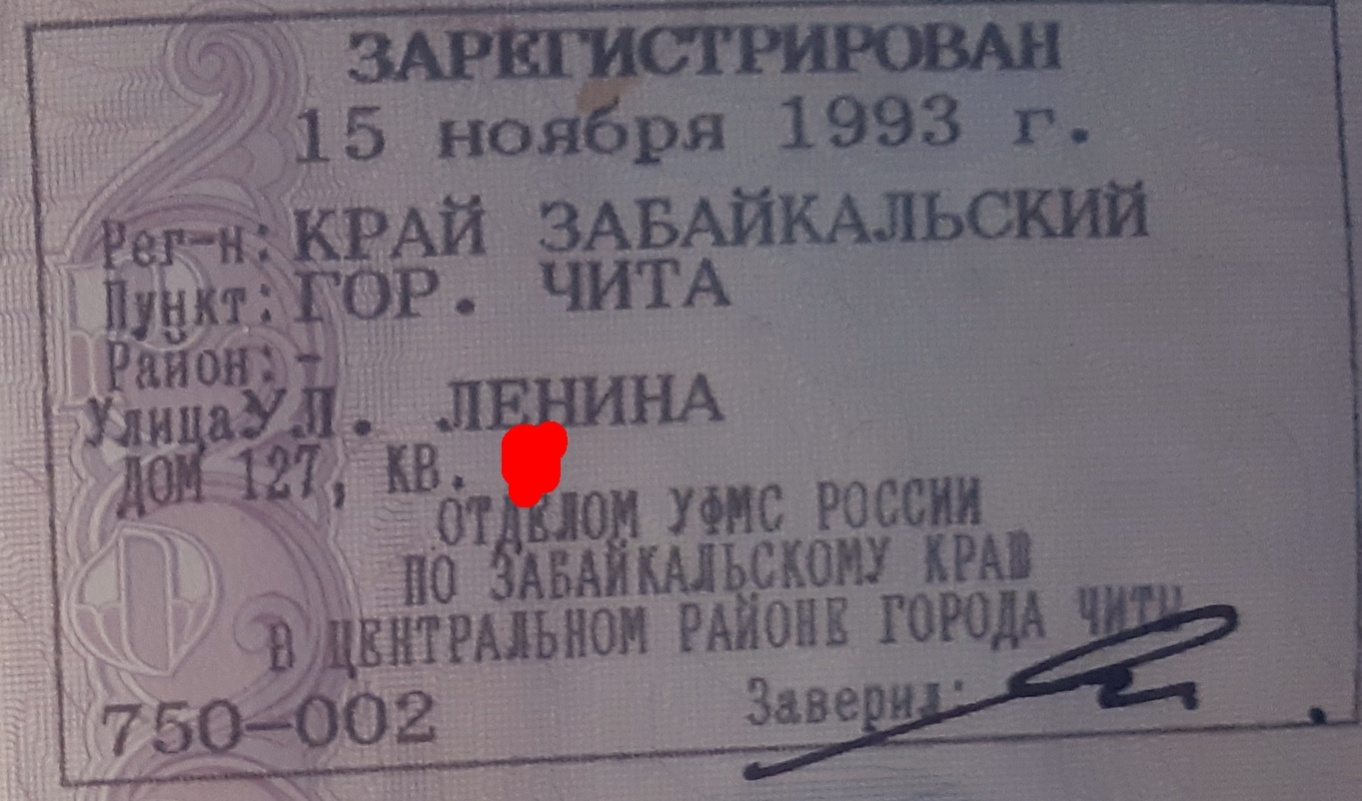 ЗАРЕГИСТРИРОВАН
15 ноября 1993 г.
Рег-н: КРАЙ ЗАБАЙКАЛЬСКИЙ
Пункт: ГОР. ЧИТА
Район: -
Улица УЛ. ЛЕНИНА
ДОМ 127, КВ.
ОТДЕЛОМ УФМС РОССИИ
ПО ЗАБАЙКАЛЬСКОМУ КРАЮ
В ЦЕНТРАЛЬНОМ РАЙОНЕ ГОРОДА ЧИТЫ
750-002 Заверил: